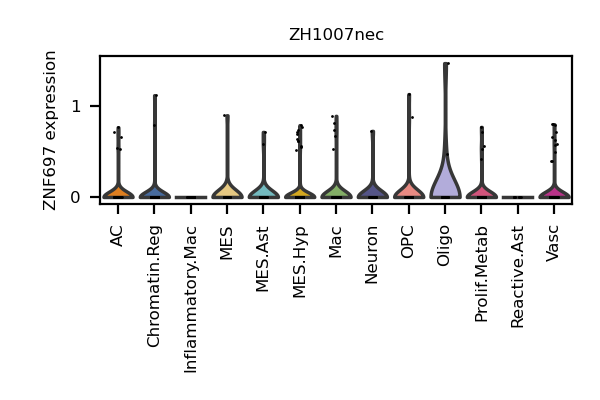 ZH1007nec
ZNF697 expression
1
0
AC
Chromatin.Reg
Inflammatory.Mac
MES
MES.Ast
MES.Hyp
Mac
Neuron
OPC
Oligo
Prolif.Metab
Reactive.Ast
Vasc